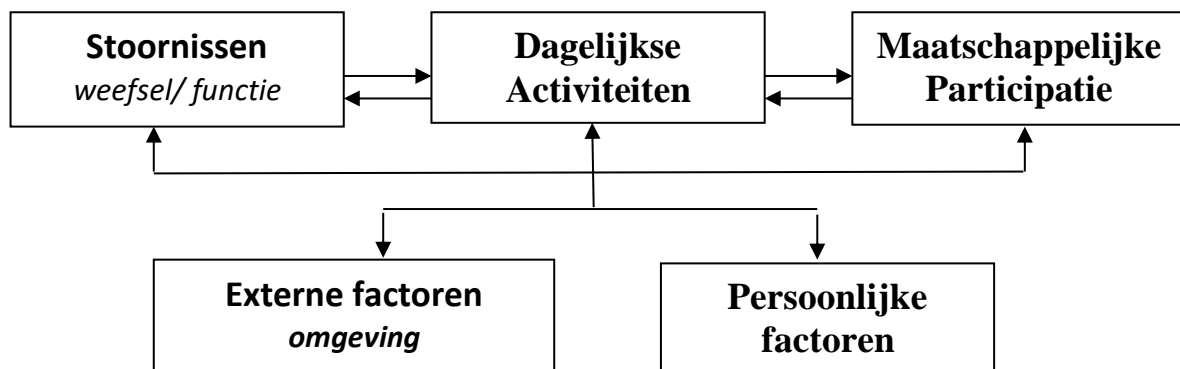 Stoornissen
weefsel/ functie
Dagelijkse
Activiteiten
Maatschappelijke
Participatie
Externe factoren
omgeving
Persoonlijke
factoren